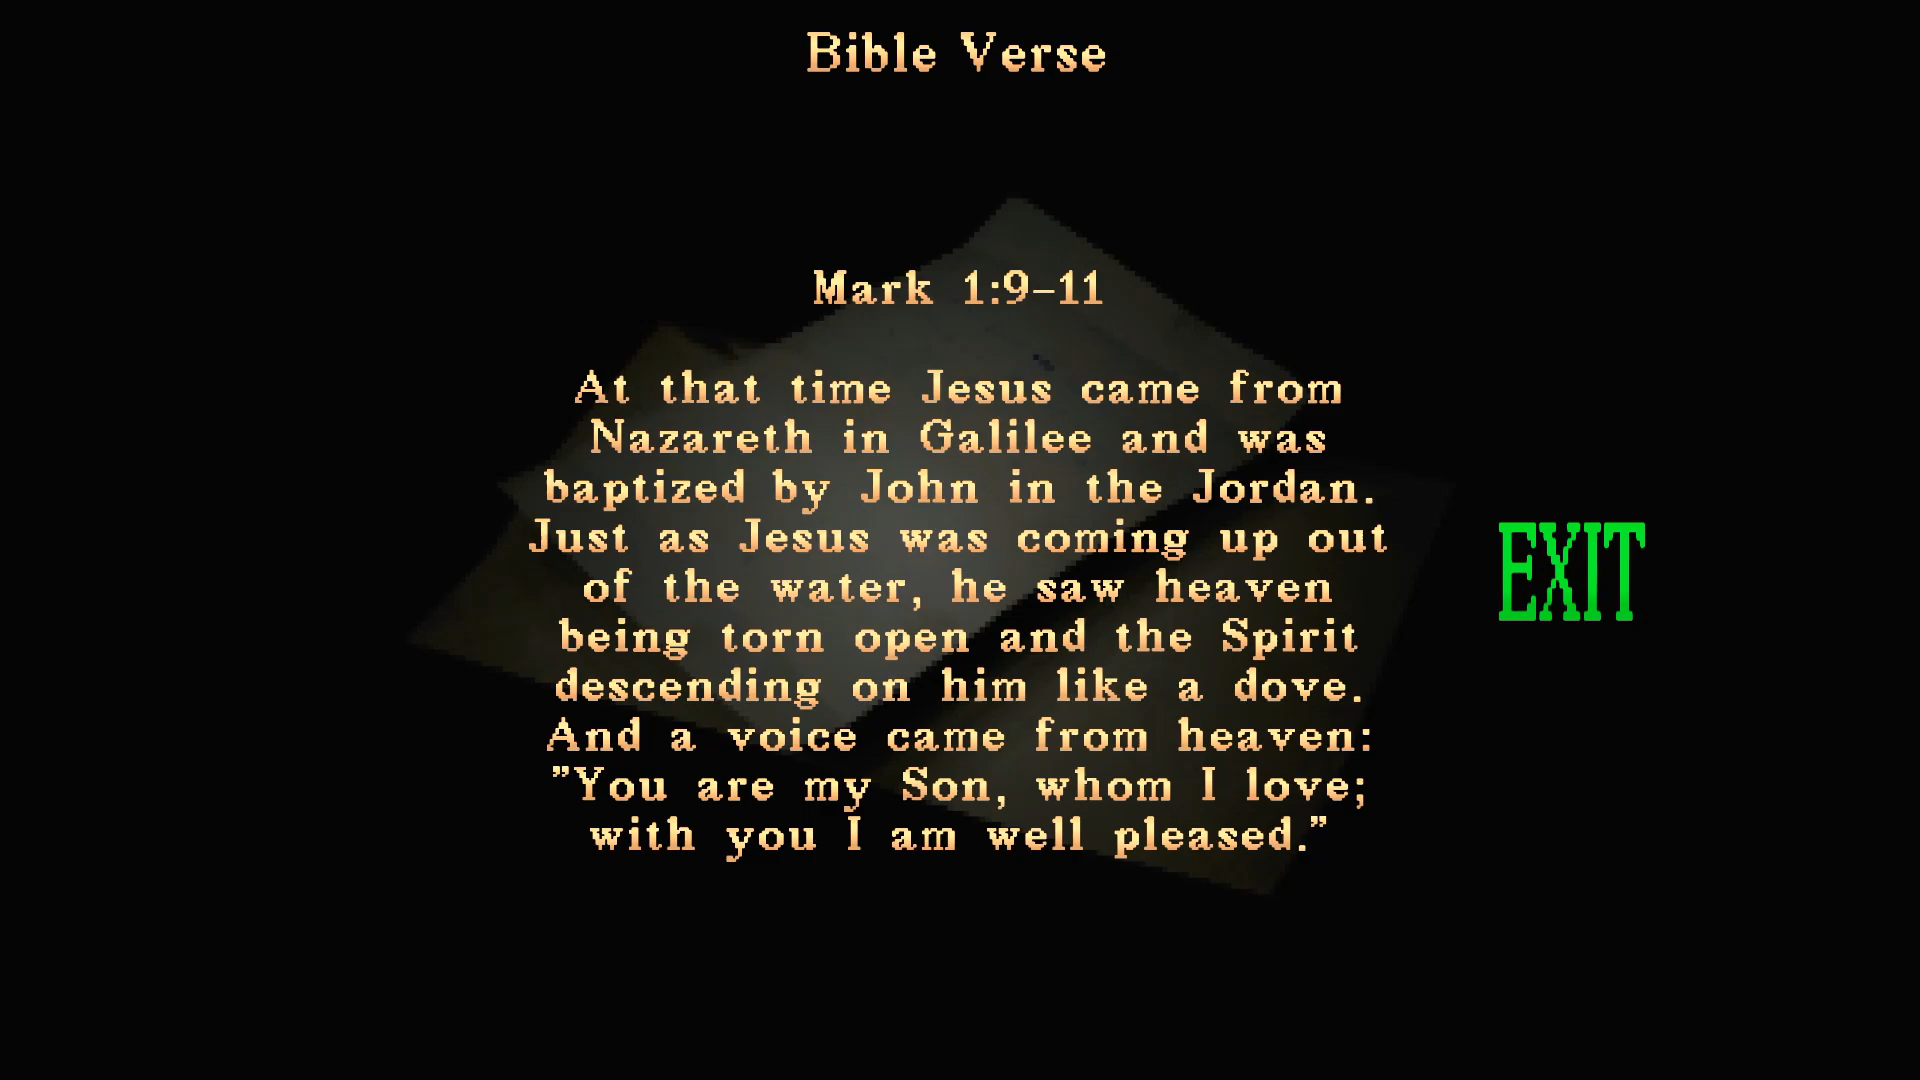 Bible Verse
Mark 1:9-11
At that time Jesus came from
Nazareth in Galilee and was
baptized by John in the Jordan.
Just as Jesus was coming up out
of the water, he saw heaven
being torn open and the Spirit
descending on him like a dove.
And a voice came from heaven:
"You are my Son, whom I love;
with you I am well pleased."
EXIT